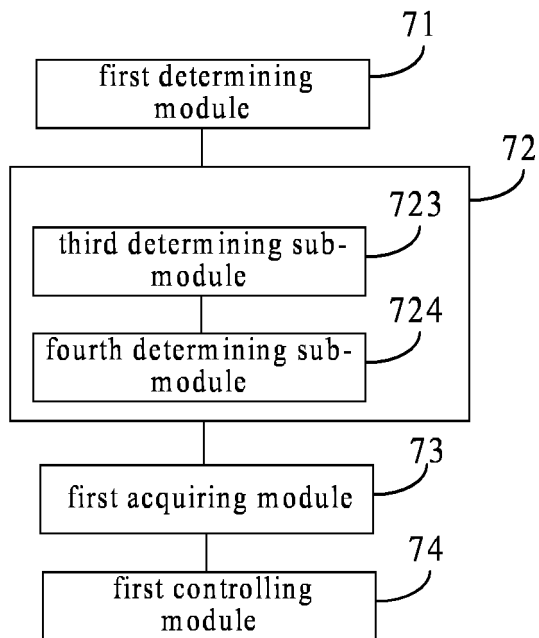 71
first determining
module
72
723
third determining sub-
module
724
fourth determining sub-
module
73
first acquiring module
74
first controlling
module